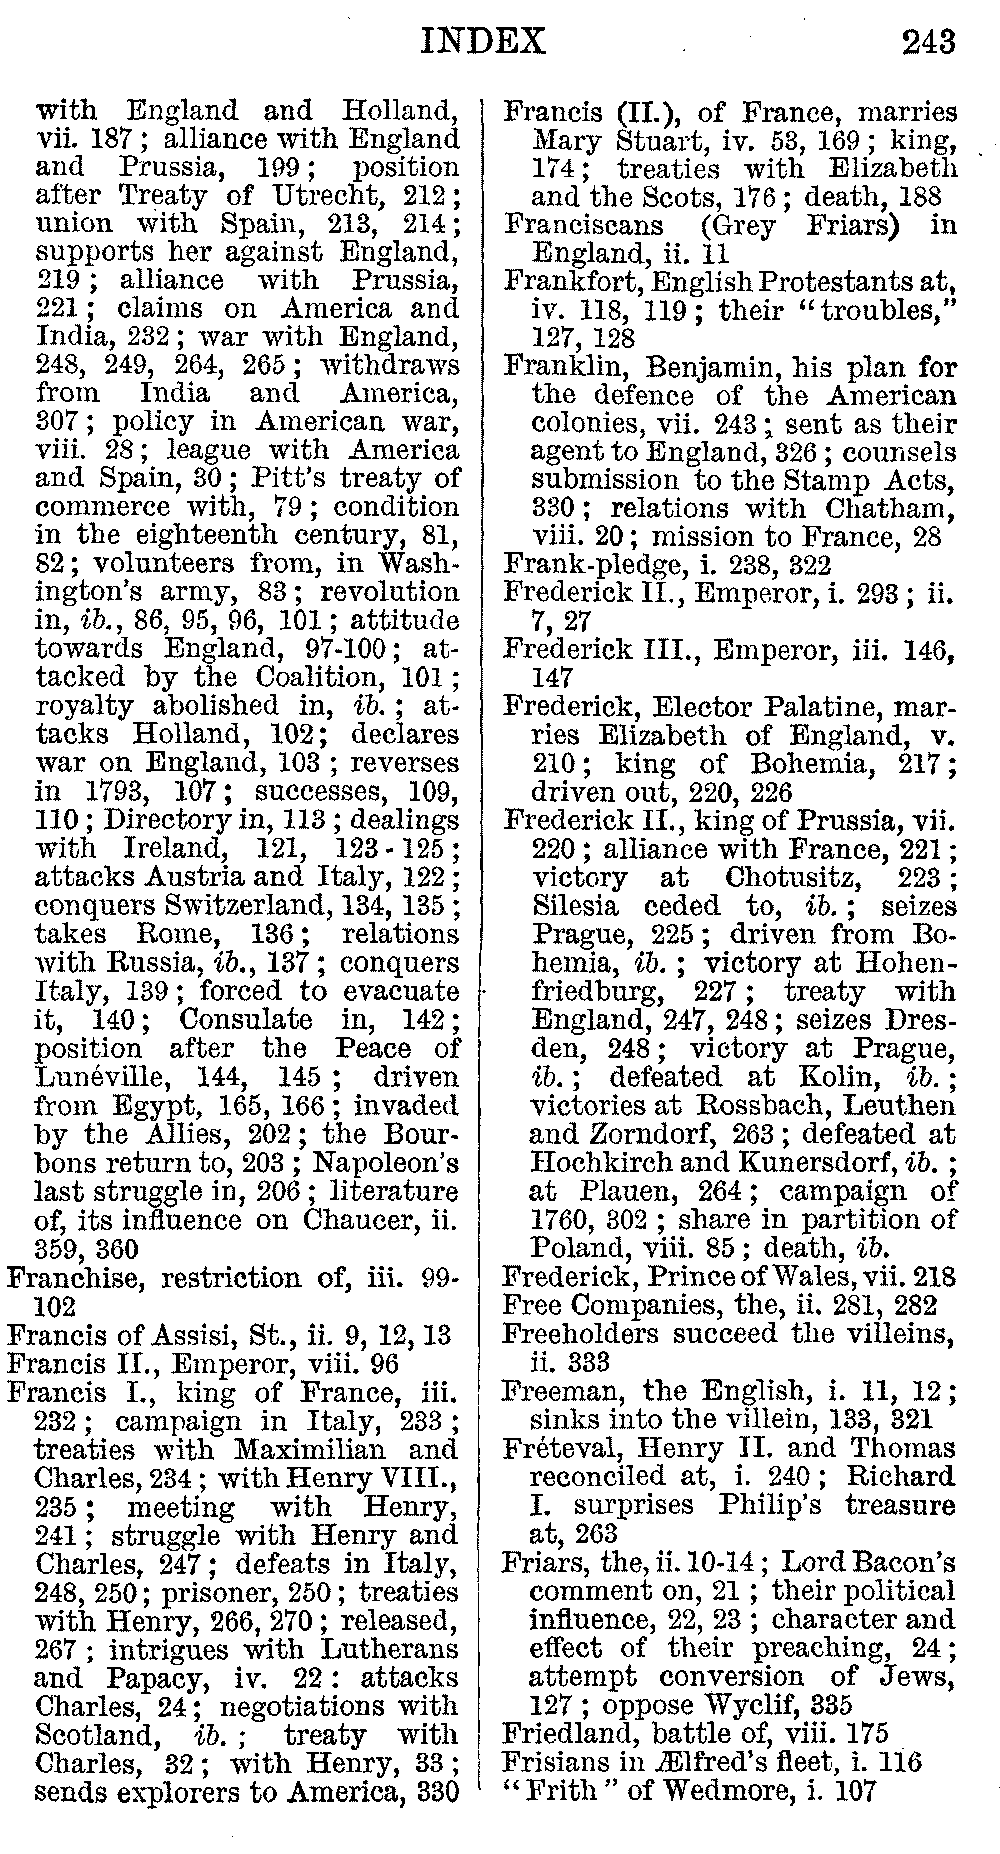 INDEX 243
with England and Holland,
vii. 187 ; alliance with England
and Prussia, 199 ; position
after Treaty of Utrecht, 212 ;
union with Spain, 213, 214 ;
supports her against England,
219 ; alliance with Prussia,
221 ; claims on America and
India, 232 ; war with England,
248, 249, 264, 265 ; withdraws
from India and America,
307 ; policy in American war,
viii. 28 ; league with America
and Spain, 30 ; Pitt's treaty of
commerce with, 79 ; condition
in the eighteenth century, 81,
82 ; volunteers from, in Wash-
ington's army, 83 ; revolution
in, ib., 86, 95, 96, 101 ; attitude
towards England, 97-100 ; at-
tacked by the Coalition, 101 ;
royalty abolished in, ib. ; at-
tacks Holland, 102 ; declares
war on England, 103 ; reverses
in 1793, 107 ; successes, 109,
110 ; Directory in, 113 ; dealings
with Ireland, 121, 123-125 ;
attacks Austria and Italy, 122 ;
conquers Switzerland, 134, 135 ;
takes Rome, 136 ; relations
with Russia, ib., 137 ; conquers
Italy, 139 ; forced to evacuate
it, 140 ; Consulate in, 142 ;
position after the Peace of
Lunéville, 144, 145 ; driven
from Egypt, 165, 166 ; invaded
by the Allies, 202 ; the Bour-
bons return to, 203 ; Napoleon's
last struggle in, 206 ; literature
of, its influence on Chaucer, ii.
359, 360
Franchise, restriction of, iii. 99-
102
Francis of Assisi, St., ii. 9, 12, 13
Francis II., Emperor, viii. 96
Francis I., king of France, iii.
232 ; campaign in Italy, 233 ;
treaties with Maximilian and
Charles, 234 ; with Henry VIII.,
235 ; meeting with Henry,
241 ; struggle with Henry and
Charles, 247 ; defeats in Italy,
248, 250 ; prisoner, 250 ; treaties
with Henry, 266, 270 ; released,
267 ; intrigues with Lutherans
and Papacy, iv. 22 : attacks
Charles, 24 ; negotiations with
Scotland, ib. ; treaty with
Charles, 32 ; with Henry, 33 ;
sends explorers to America, 330
Francis (II.), of France, marries
Mary Stuart, iv. 53, 169 ; king,
174 ; treaties with Elizabeth
and the Scots, 176 ; death, 188
Franciscans (Grey Friars) in
England, ii. 11
Frankfort, English Protestants at,
iv. 118, 119 ; their "troubles,"
127, 128
Franklin, Benjamin, his plan for
the defence of the American
colonies, vii. 243 ; sent as their
agent to England, 326 ; counsels
submission to the Stamp Acts,
330 ; relations with Chatham,
viii. 20 ; mission to France, 28
Frank-pledge, i. 238, 322
Frederick II., Emperor, i. 293 ; ii.
7, 27
Frederick III., Emperor, iii. 146,
147
Frederick, Elector Palatine, mar-
ries Elizabeth of England, v.
210 ; king of Bohemia, 217 ;
driven out, 220, 226
Frederick II., king of Prussia, vii.
220 ; alliance with France, 221 ;
victory at Chotusitz, 223 ;
Silesia ceded to, ib. ; seizes
Prague, 225 ; driven from Bo-
hemia, ib. ; victory at Hohen-
friedburg, 227 ; treaty with
England, 247, 248 ; seizes Dres-
den, 248 ; victory at Prague,
ib. ; defeated at Kolin, ib. ;
victories at Rossbach, Leuthen
and Zorndorf, 263 ; defeated at
Hochkirch and Kunersdorf, ib. ;
at Plauen, 264 ; campaign of
1760, 302 ; share in partition of
Poland, viii. 85 ; death, ib.
Frederick, Prince of Wales, vii. 218
Free Companies, the, ii. 281, 282
Freeholders succeed the villeins,
ii. 333
Freeman, the English, i. 11, 12 ;
sinks into the villein, 133, 321
Fréteval, Henry II. and Thomas
reconciled at, i. 240 ; Richard
I. surprises Philip's treasure
at, 263
Friars, the, ii. 10-14 ; Lord Bacon's
comment on, 21 ; their political
influence, 22, 23 ; character and
effect of their preaching, 24 ;
attempt conversion of Jews,
127 ; oppose Wyclif, 335
Friedland, battle of, viii. 175
Frisians in Ælfred's fleet, i. 116
"Frith" of Wedmore, i. 107